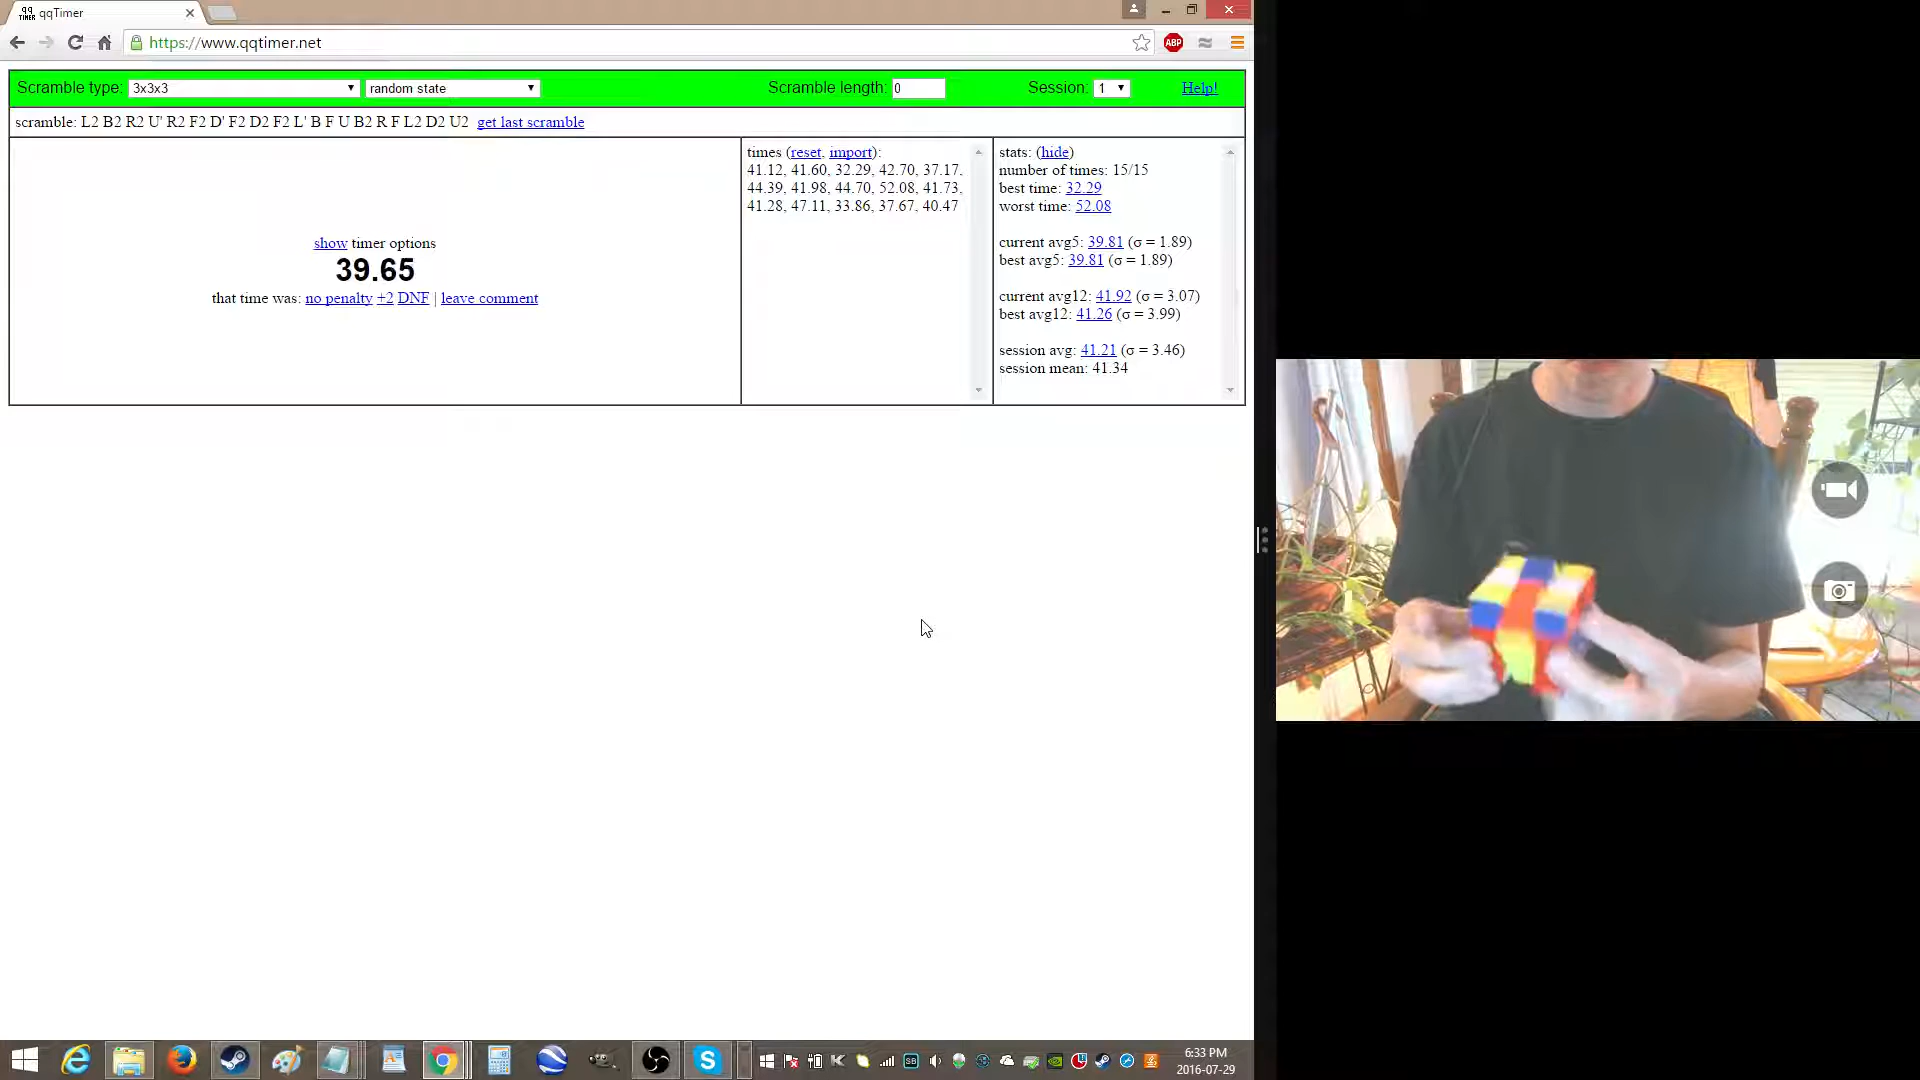 qqTimer
https://www.qqtimer.net
ABP
Scramble type: 3x3x3 random state Scramble length: 0 Session: 1 Help!
scramble: L2 B2 R2 U' R2 F2 D' F2 D2 F2 L' B F U B2 R F L2 D2 U2 get last scramble
show timer options
39.65
that time was: no penalty +2 DNF | leave comment
times (reset, import):
41.12, 41.60, 32.29, 42.70, 37.17,
44.39, 41.98, 44.70, 52.08, 41.73,
41.28, 47.11, 33.86, 37.67, 40.47
stats: (hide)
number of times: 15/15
best time: 32.29
worst time: 52.08
current avg5: 39.81 (σ = 1.89)
best avg5: 39.81 (σ = 1.89)
current avg12: 41.92 (σ = 3.07)
best avg12: 41.26 (σ = 3.99)
session avg: 41.21 (σ = 3.46)
session mean: 41.34
6:33 PM
2016-07-29